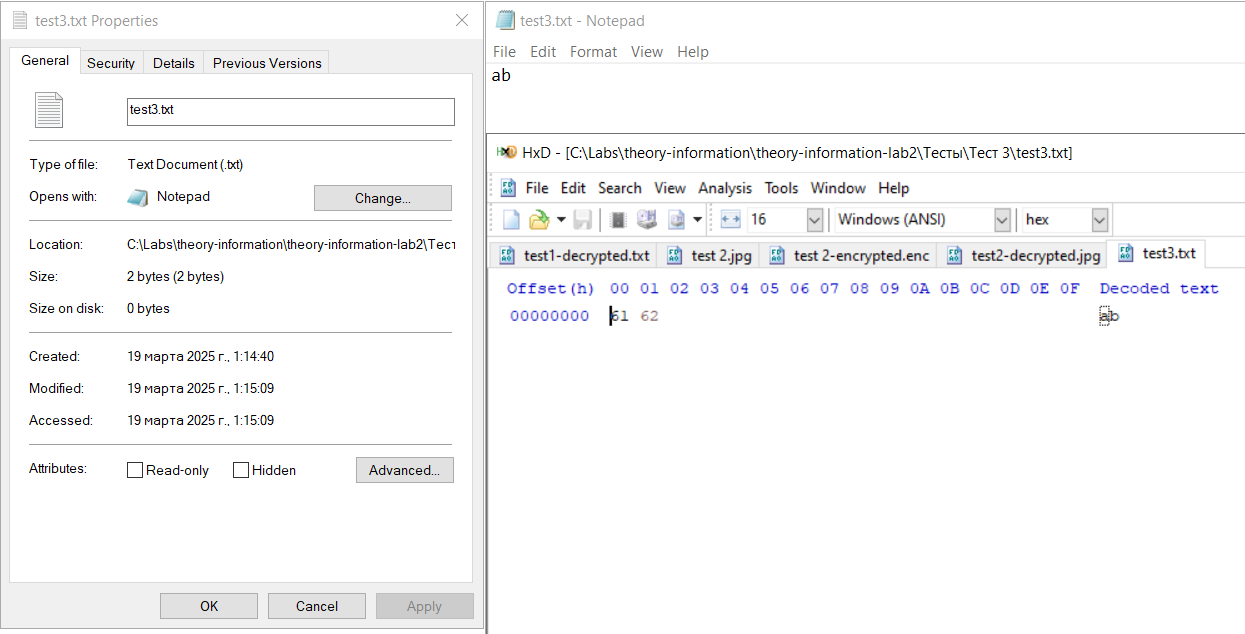 test3.txt Properties
General Security Details Previous Versions
test3.txt
Type of file: Text Document (.txt)
Opens with: Notepad Change...
Location: C:\Labs\theory-information\theory-information-lab2\Тест
Size: 2 bytes (2 bytes)
Size on disk: 0 bytes
Created: 19 марта 2025 г., 1:14:40
Modified: 19 марта 2025 г., 1:15:09
Accessed: 19 марта 2025 г., 1:15:09
Attributes: Read-only Hidden Advanced...
OK Cancel Apply
test3.txt - Notepad
File Edit Format View Help
ab
HxD - [C:\Labs\theory-information\theory-information-lab2\Тесты\Тест 3\test3.txt]
File Edit Search View Analysis Tools Window Help
16 Windows (ANSI) hex
test1-decrypted.txt test 2.jpg test 2-encrypted.enc test2-decrypted.jpg test3.txt
Offset(h) 00 01 02 03 04 05 06 07 08 09 0A 0B 0C 0D 0E 0F Decoded text
00000000 61 62 ab